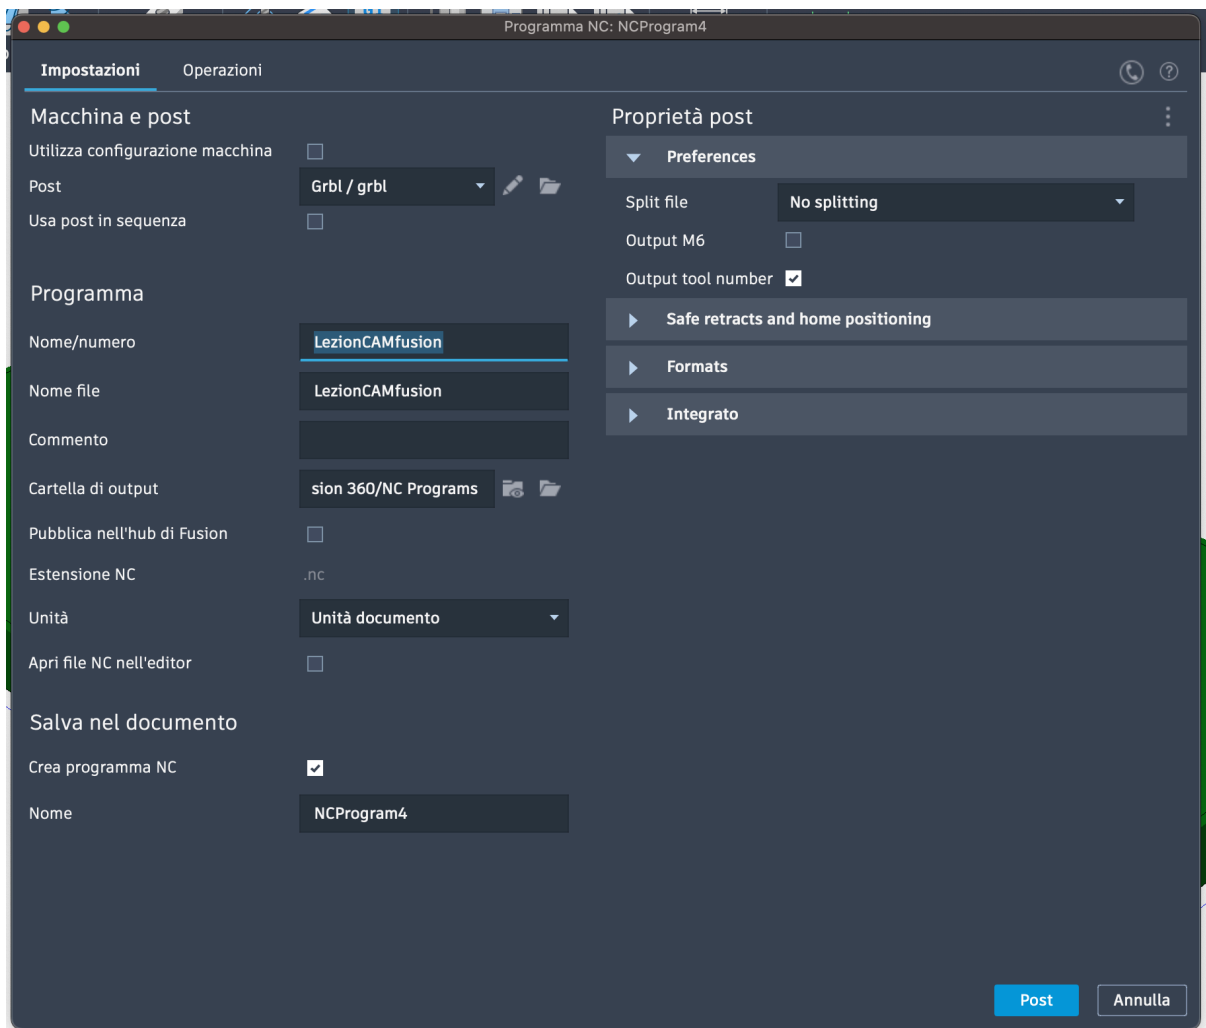 Programma NC: NCProgram4
Impostazioni Operazioni
Macchina e post
Utilizza configurazione macchina
Post Grbl / grbl
Usa post in sequenza
Programma
Nome/numero LezionCAMfusion
Nome file LezionCAMfusion
Commento
Cartella di output sion 360/NC Programs
Pubblica nell'hub di Fusion
Estensione NC .nc
Unità Unità documento
Apri file NC nell'editor
Salva nel documento
Crea programma NC
Nome NCProgram4
Proprietà post
Preferences
Split file No splitting
Output M6
Output tool number
Safe retracts and home positioning
Formats
Integrato
Post Annulla